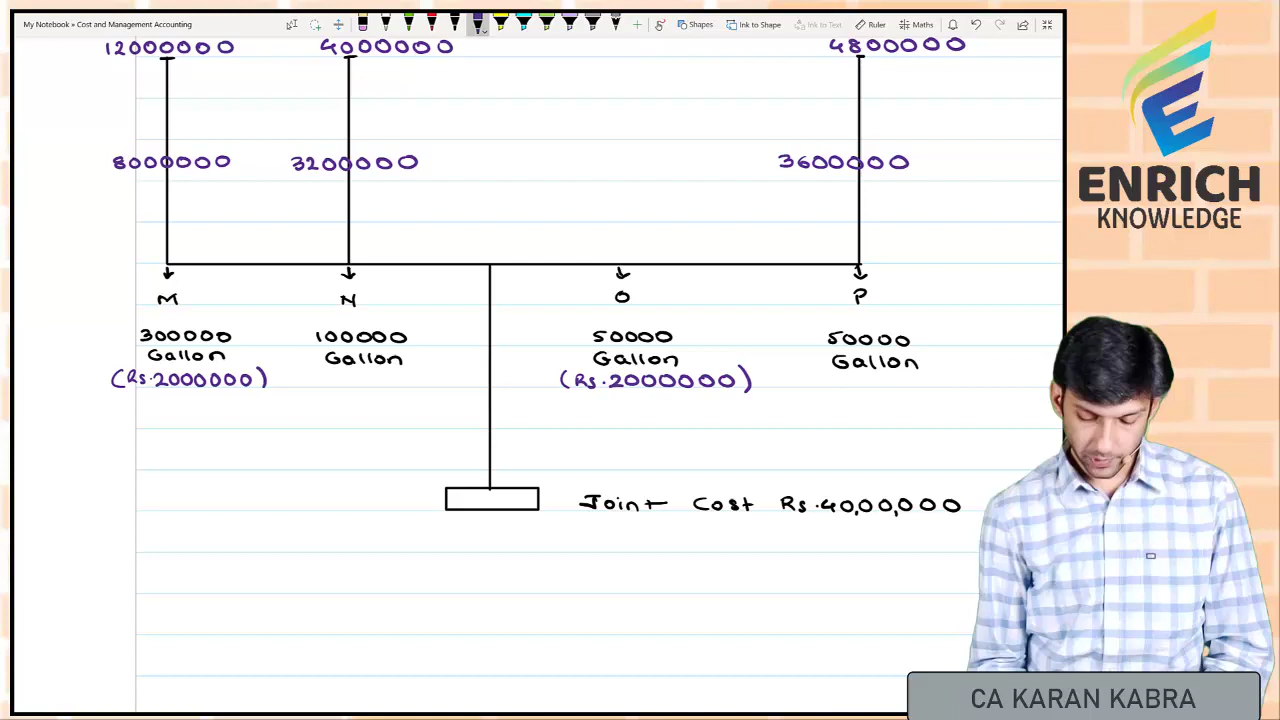 My Notebook » Cost and Management Accounting
Shapes
Ink to Shape
Ink to Text
Ruler
Maths
12000000 4000000 4800000
8000000 3200000 3600000
M N O P
300000 100000 50000 50000
Gallon Gallon Gallon Gallon
(Rs.2000000) (Rs.2000000)
Joint Cost Rs.40,00,000
ENRICH
KNOWLEDGE
CA KARAN KABRA